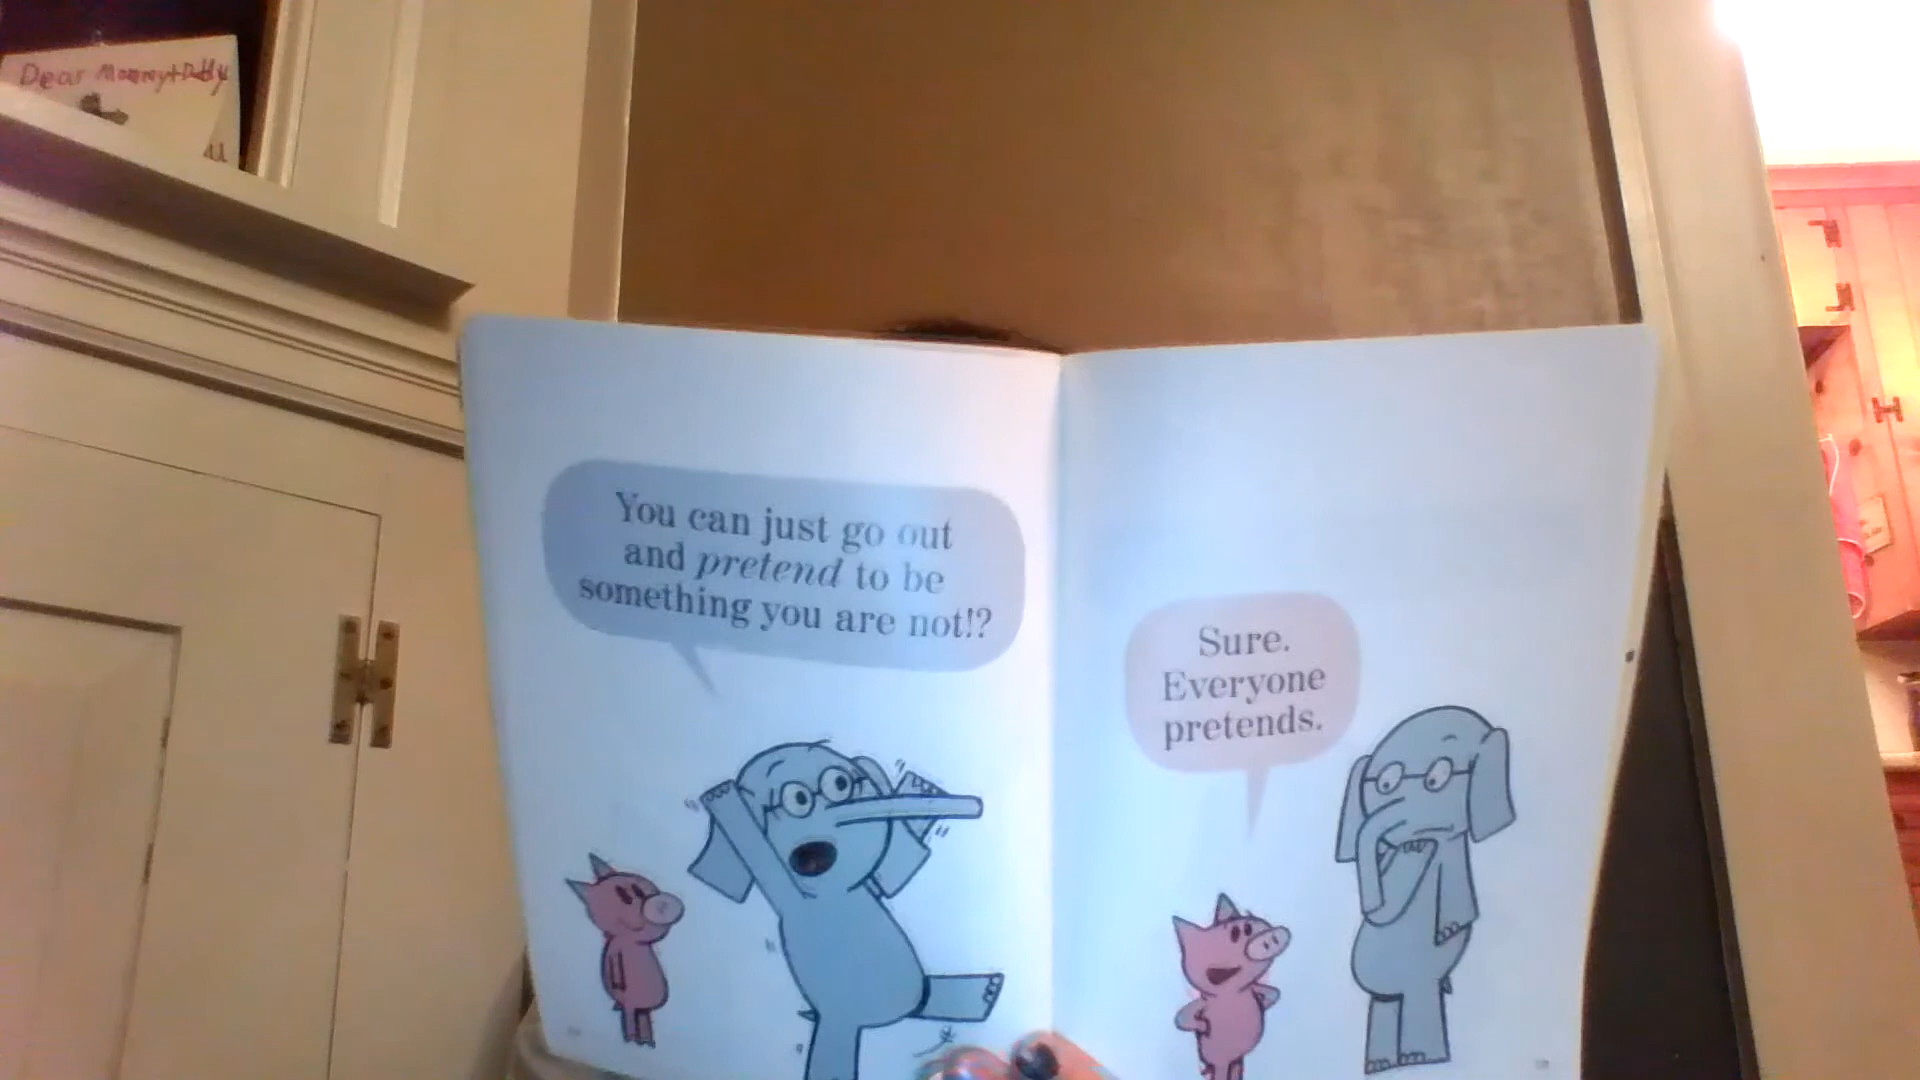 Dear Mommy+Daddy
You can just go out
and pretend to be
something you are not!?
Sure.
Everyone
pretends.